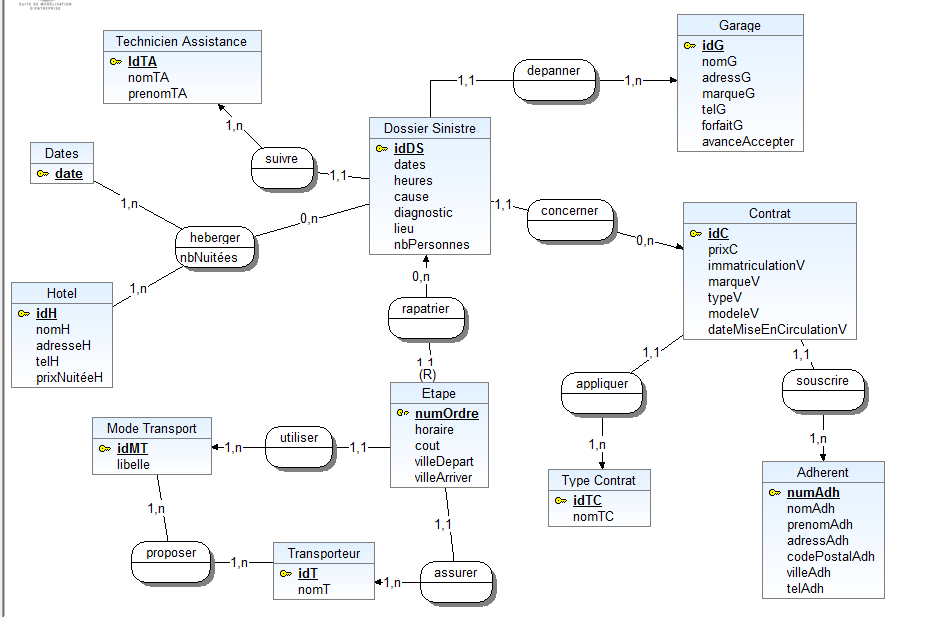 SUITE DE MODÉLISATION
D'ENTREPRISE
Technicien Assistance
IdTA
nomTA
prenomTA
Garage
idG
nomG
adressG
marqueG
telG
forfaitG
avanceAccepter
1,1
depanner
1,n
1,n
Dossier Sinistre
idDS
dates
heures
cause
diagnostic
lieu
nbPersonnes
Dates
date
suivre
1,1
1,n
0,n
heberger
nbNuitées
1,n
1,1
concerner
0,n
Contrat
idC
prixC
immatriculationV
marqueV
typeV
modeleV
dateMiseEnCirculationV
Hotel
idH
nomH
adresseH
telH
prixNuitéeH
0,n
rapatrier
1,1
(R)
1,1
appliquer
1,n
1,1
souscrire
1,n
Etape
numOrdre
horaire
cout
villeDepart
villeArriver
Mode Transport
idMT
libelle
1,n
utiliser
1,1
Type Contrat
idTC
nomTC
Adherent
numAdh
nomAdh
prenomAdh
adressAdh
codePostalAdh
villeAdh
telAdh
1,n
proposer
1,n
Transporteur
idT
nomT
1,1
assurer
1,n